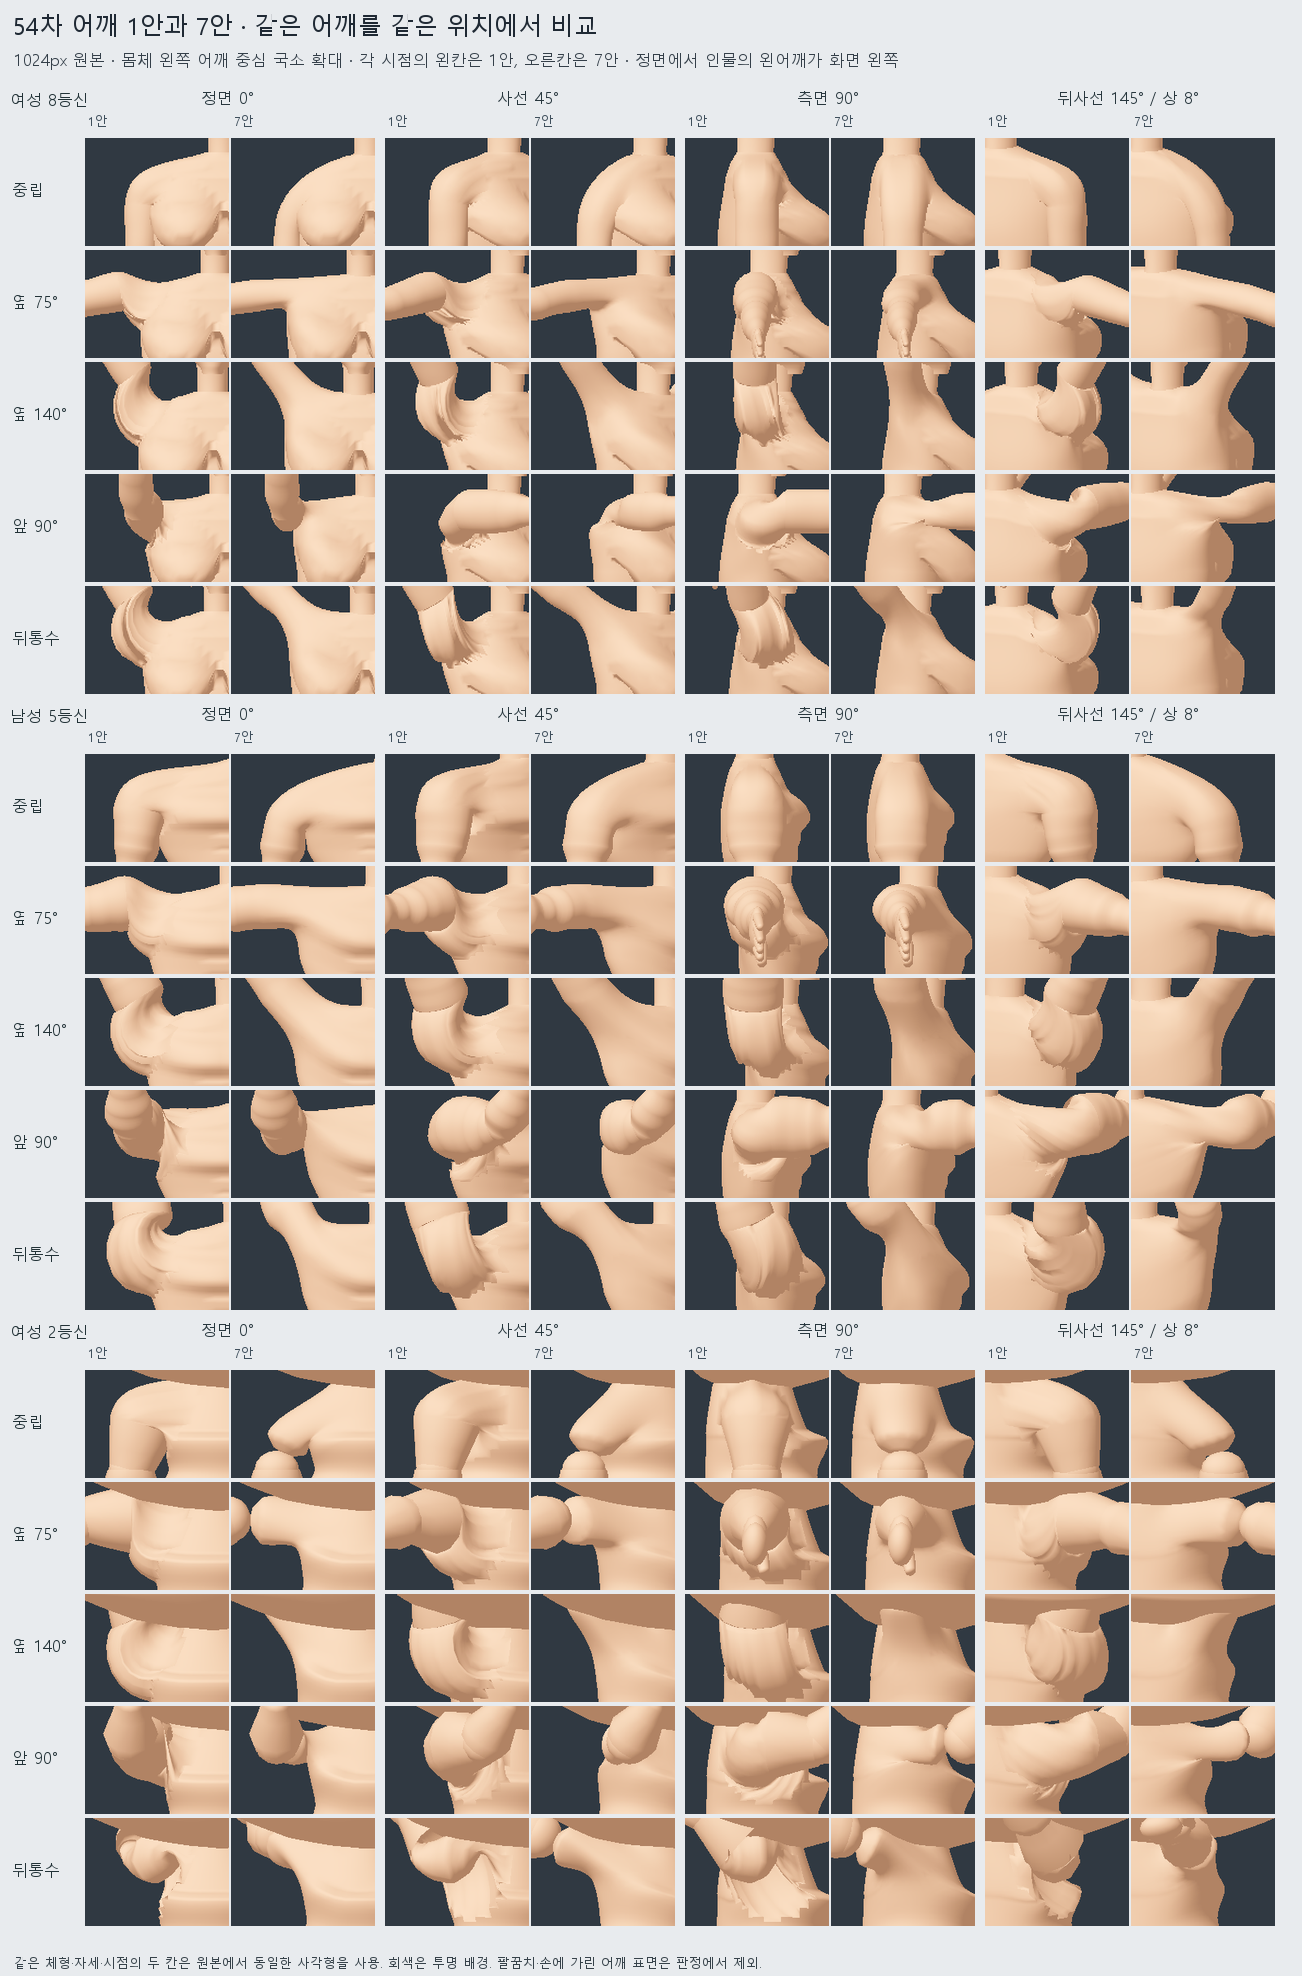 54차 어깨 1안과 7안 · 같은 어깨를 같은 위치에서 비교
1024px 원본 · 몸체 왼쪽 어깨 중심 국소 확대 · 각 시점의 왼칸은 1안, 오른칸은 7안 · 정면에서 인물의 왼어깨가 화면 왼쪽
여성 8등신 정면 0° 사선 45° 측면 90° 뒤사선 145° / 상 8°
1안 7안 1안 7안 1안 7안 1안 7안
중립
옆 75°
옆 140°
앞 90°
뒤통수
남성 5등신 정면 0° 사선 45° 측면 90° 뒤사선 145° / 상 8°
1안 7안 1안 7안 1안 7안 1안 7안
중립
옆 75°
옆 140°
앞 90°
뒤통수
여성 2등신 정면 0° 사선 45° 측면 90° 뒤사선 145° / 상 8°
1안 7안 1안 7안 1안 7안 1안 7안
중립
옆 75°
옆 140°
앞 90°
뒤통수
같은 체형·자세·시점의 두 칸은 원본에서 동일한 사각형을 사용. 회색은 투명 배경. 팔꿈치·손에 가린 어깨 표면은 판정에서 제외.